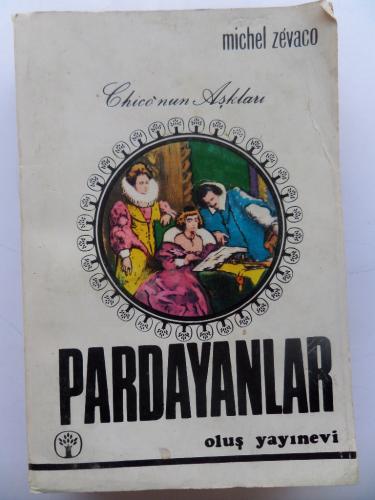 michel zévaco
Chico'nun Aşkları
PARDAYANLAR
oluş yayınevi